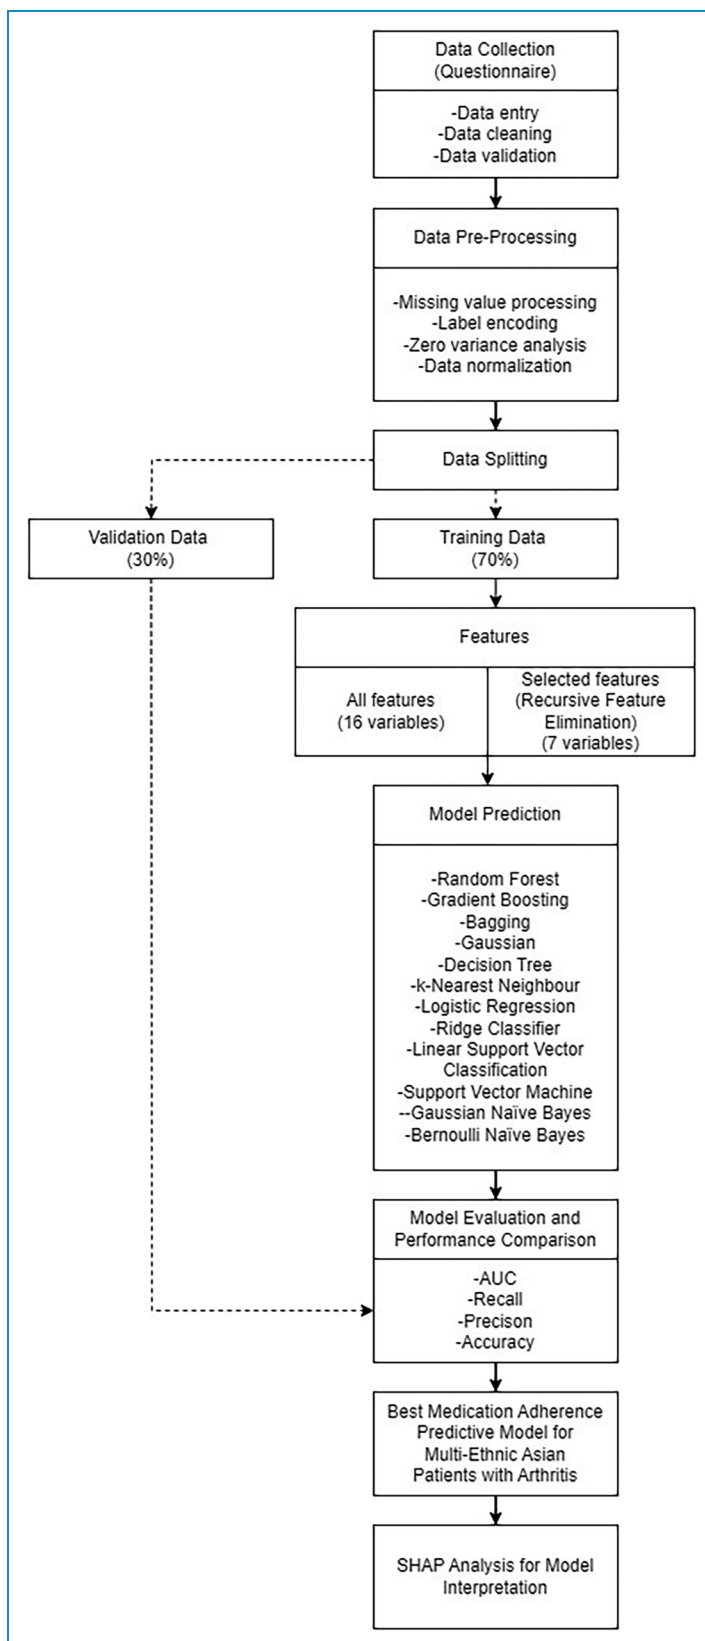 Data Collection
(Questionnaire)
-Data entry
-Data cleaning
-Data validation
Data Pre-Processing
-Missing value processing
-Label encoding
-Zero variance analysis
-Data normalization
Data Splitting
Validation Data
(30%)
Training Data
(70%)
Features
All features
(16 variables)
Selected features
(Recursive Feature
Elimination)
(7 variables)
Model Prediction
-Random Forest
-Gradient Boosting
-Bagging
-Gaussian
-Decision Tree
-k-Nearest Neighbour
-Logistic Regression
-Ridge Classifier
-Linear Support Vector
Classification
-Support Vector Machine
--Gaussian Naïve Bayes
-Bernoulli Naïve Bayes
Model Evaluation and
Performance Comparison
-AUC
-Recall
-Precison
-Accuracy
Best Medication Adherence
Predictive Model for
Multi-Ethnic Asian
Patients with Arthritis
SHAP Analysis for Model
Interpretation